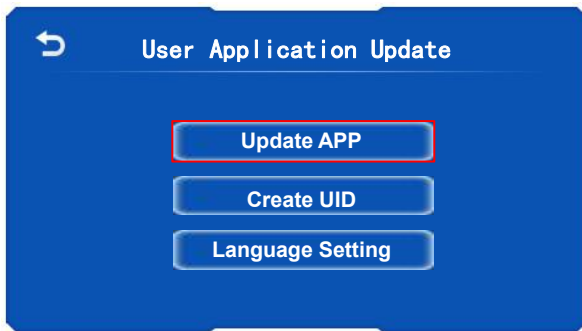 User Application Update
Update APP
Create UID
Language Setting